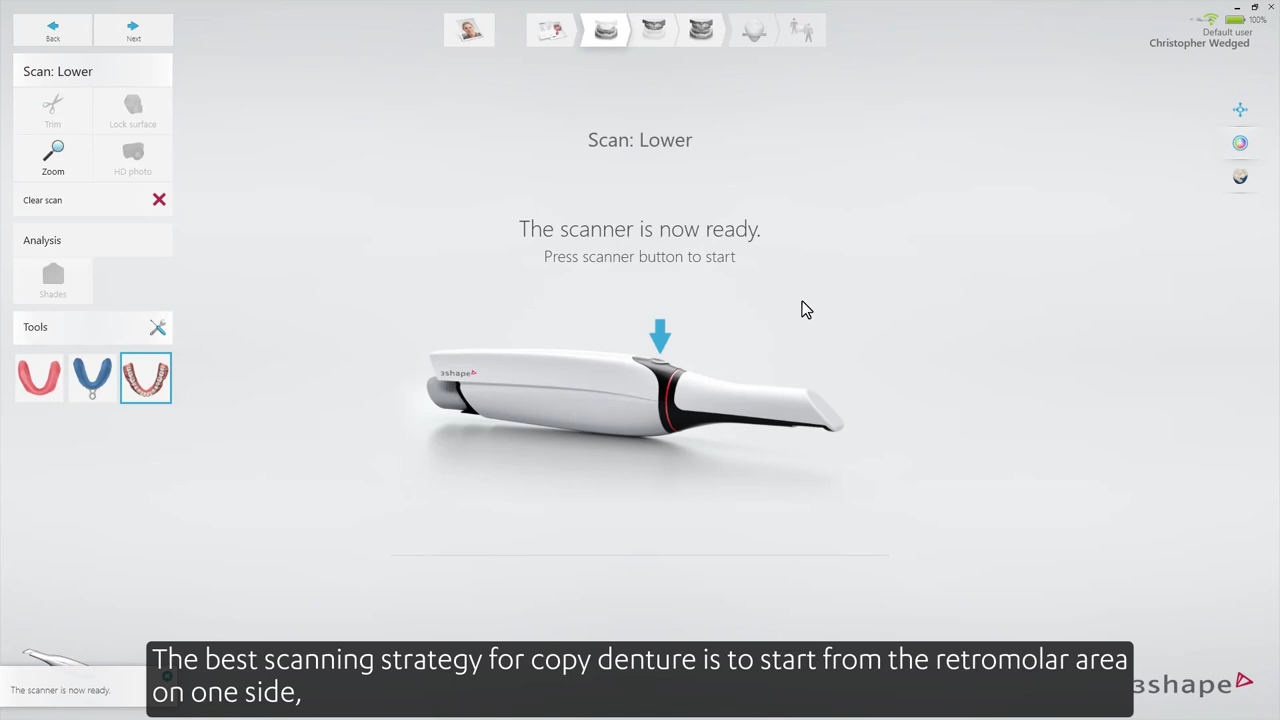 Back
Next
100%
Default user
Christopher Wedged
Scan: Lower
Trim
Lock surface
Zoom
HD photo
Clear scan
Analysis
Shades
Tools
Scan: Lower
The scanner is now ready.
Press scanner button to start
3shape
The scanner is now ready.
The best scanning strategy for copy denture is to start from the retromolar area
on one side,
3shape